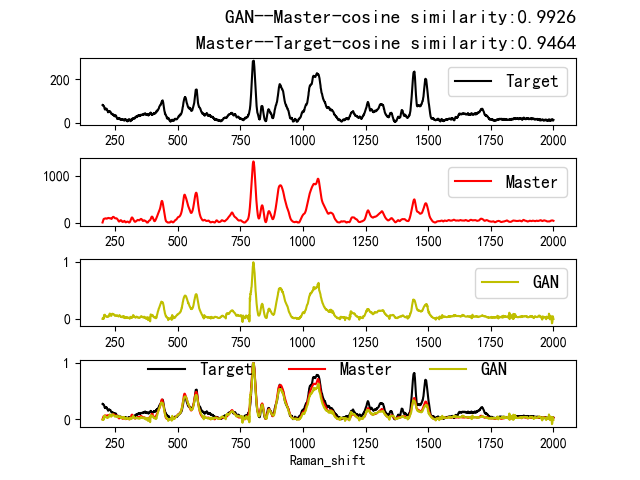 GAN--Master-cosine similarity:0.9926
Master--Target-cosine similarity:0.9464
200
0
Target
250 500 750 1000 1250 1500 1750 2000
1000
0
Master
250 500 750 1000 1250 1500 1750 2000
1
0
GAN
250 500 750 1000 1250 1500 1750 2000
1
0
Target Master GAN
250 500 750 1000 1250 1500 1750 2000
Raman_shift